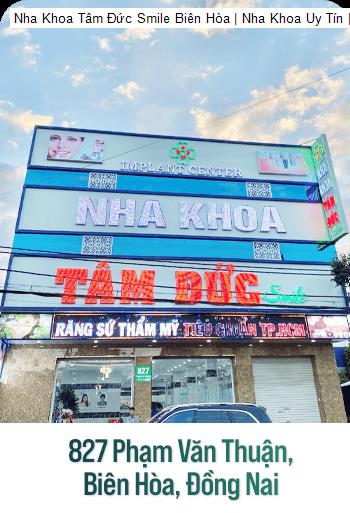 Nha Khoa Tâm Đức Smile Biên Hòa | Nha Khoa Uy Tín |
IMPLANT CENTER
NHA KHOA
TÂM ĐỨC Smile
RĂNG SỨ THẨM MỸ TIÊU CHUẨN TP.HCM
827
827 Phạm Văn Thuận,
Biên Hòa, Đồng Nai